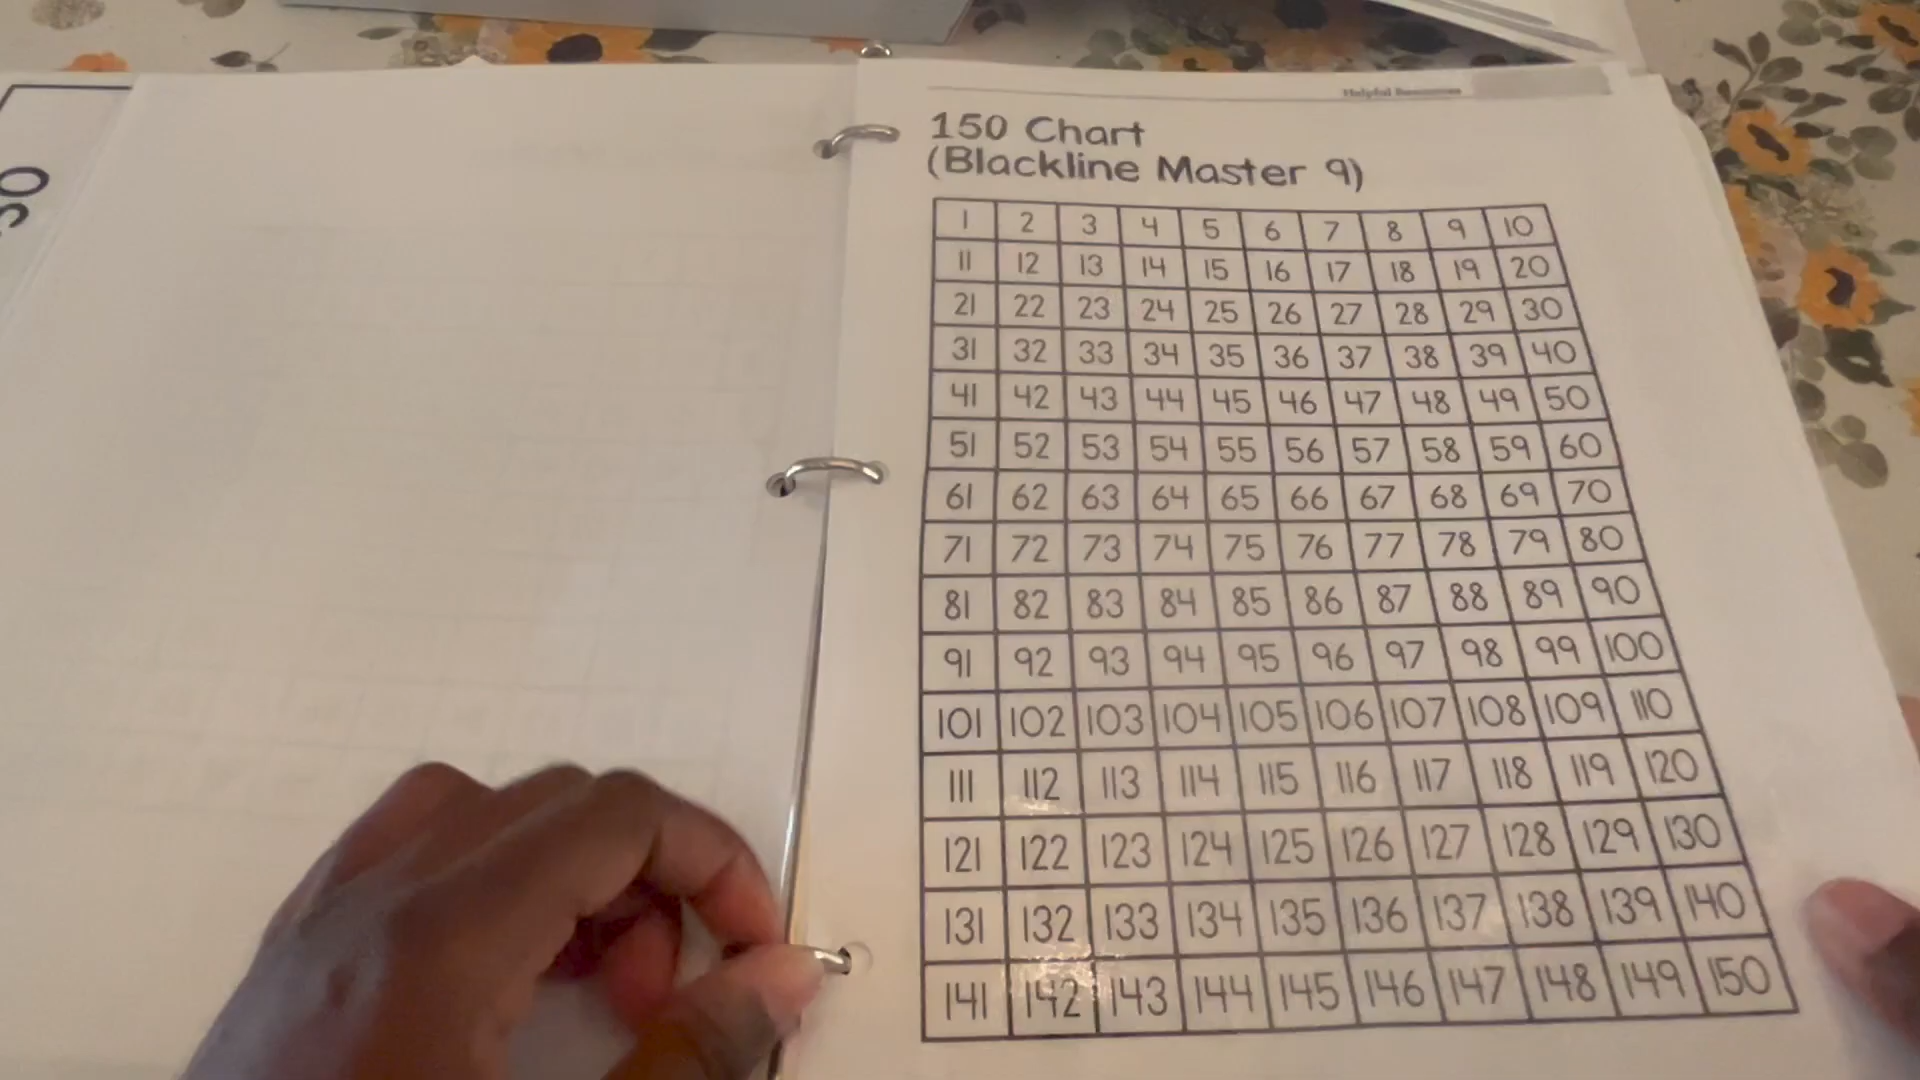 Helpful Resources
150 Chart
(Blackline Master 9)
1 2 3 4 5 6 7 8 9 10
11 12 13 14 15 16 17 18 19 20
21 22 23 24 25 26 27 28 29 30
31 32 33 34 35 36 37 38 39 40
41 42 43 44 45 46 47 48 49 50
51 52 53 54 55 56 57 58 59 60
61 62 63 64 65 66 67 68 69 70
71 72 73 74 75 76 77 78 79 80
81 82 83 84 85 86 87 88 89 90
91 92 93 94 95 96 97 98 99 100
101 102 103 104 105 106 107 108 109 110
111 112 113 114 115 116 117 118 119 120
121 122 123 124 125 126 127 128 129 130
131 132 133 134 135 136 137 138 139 140
141 142 143 144 145 146 147 148 149 150